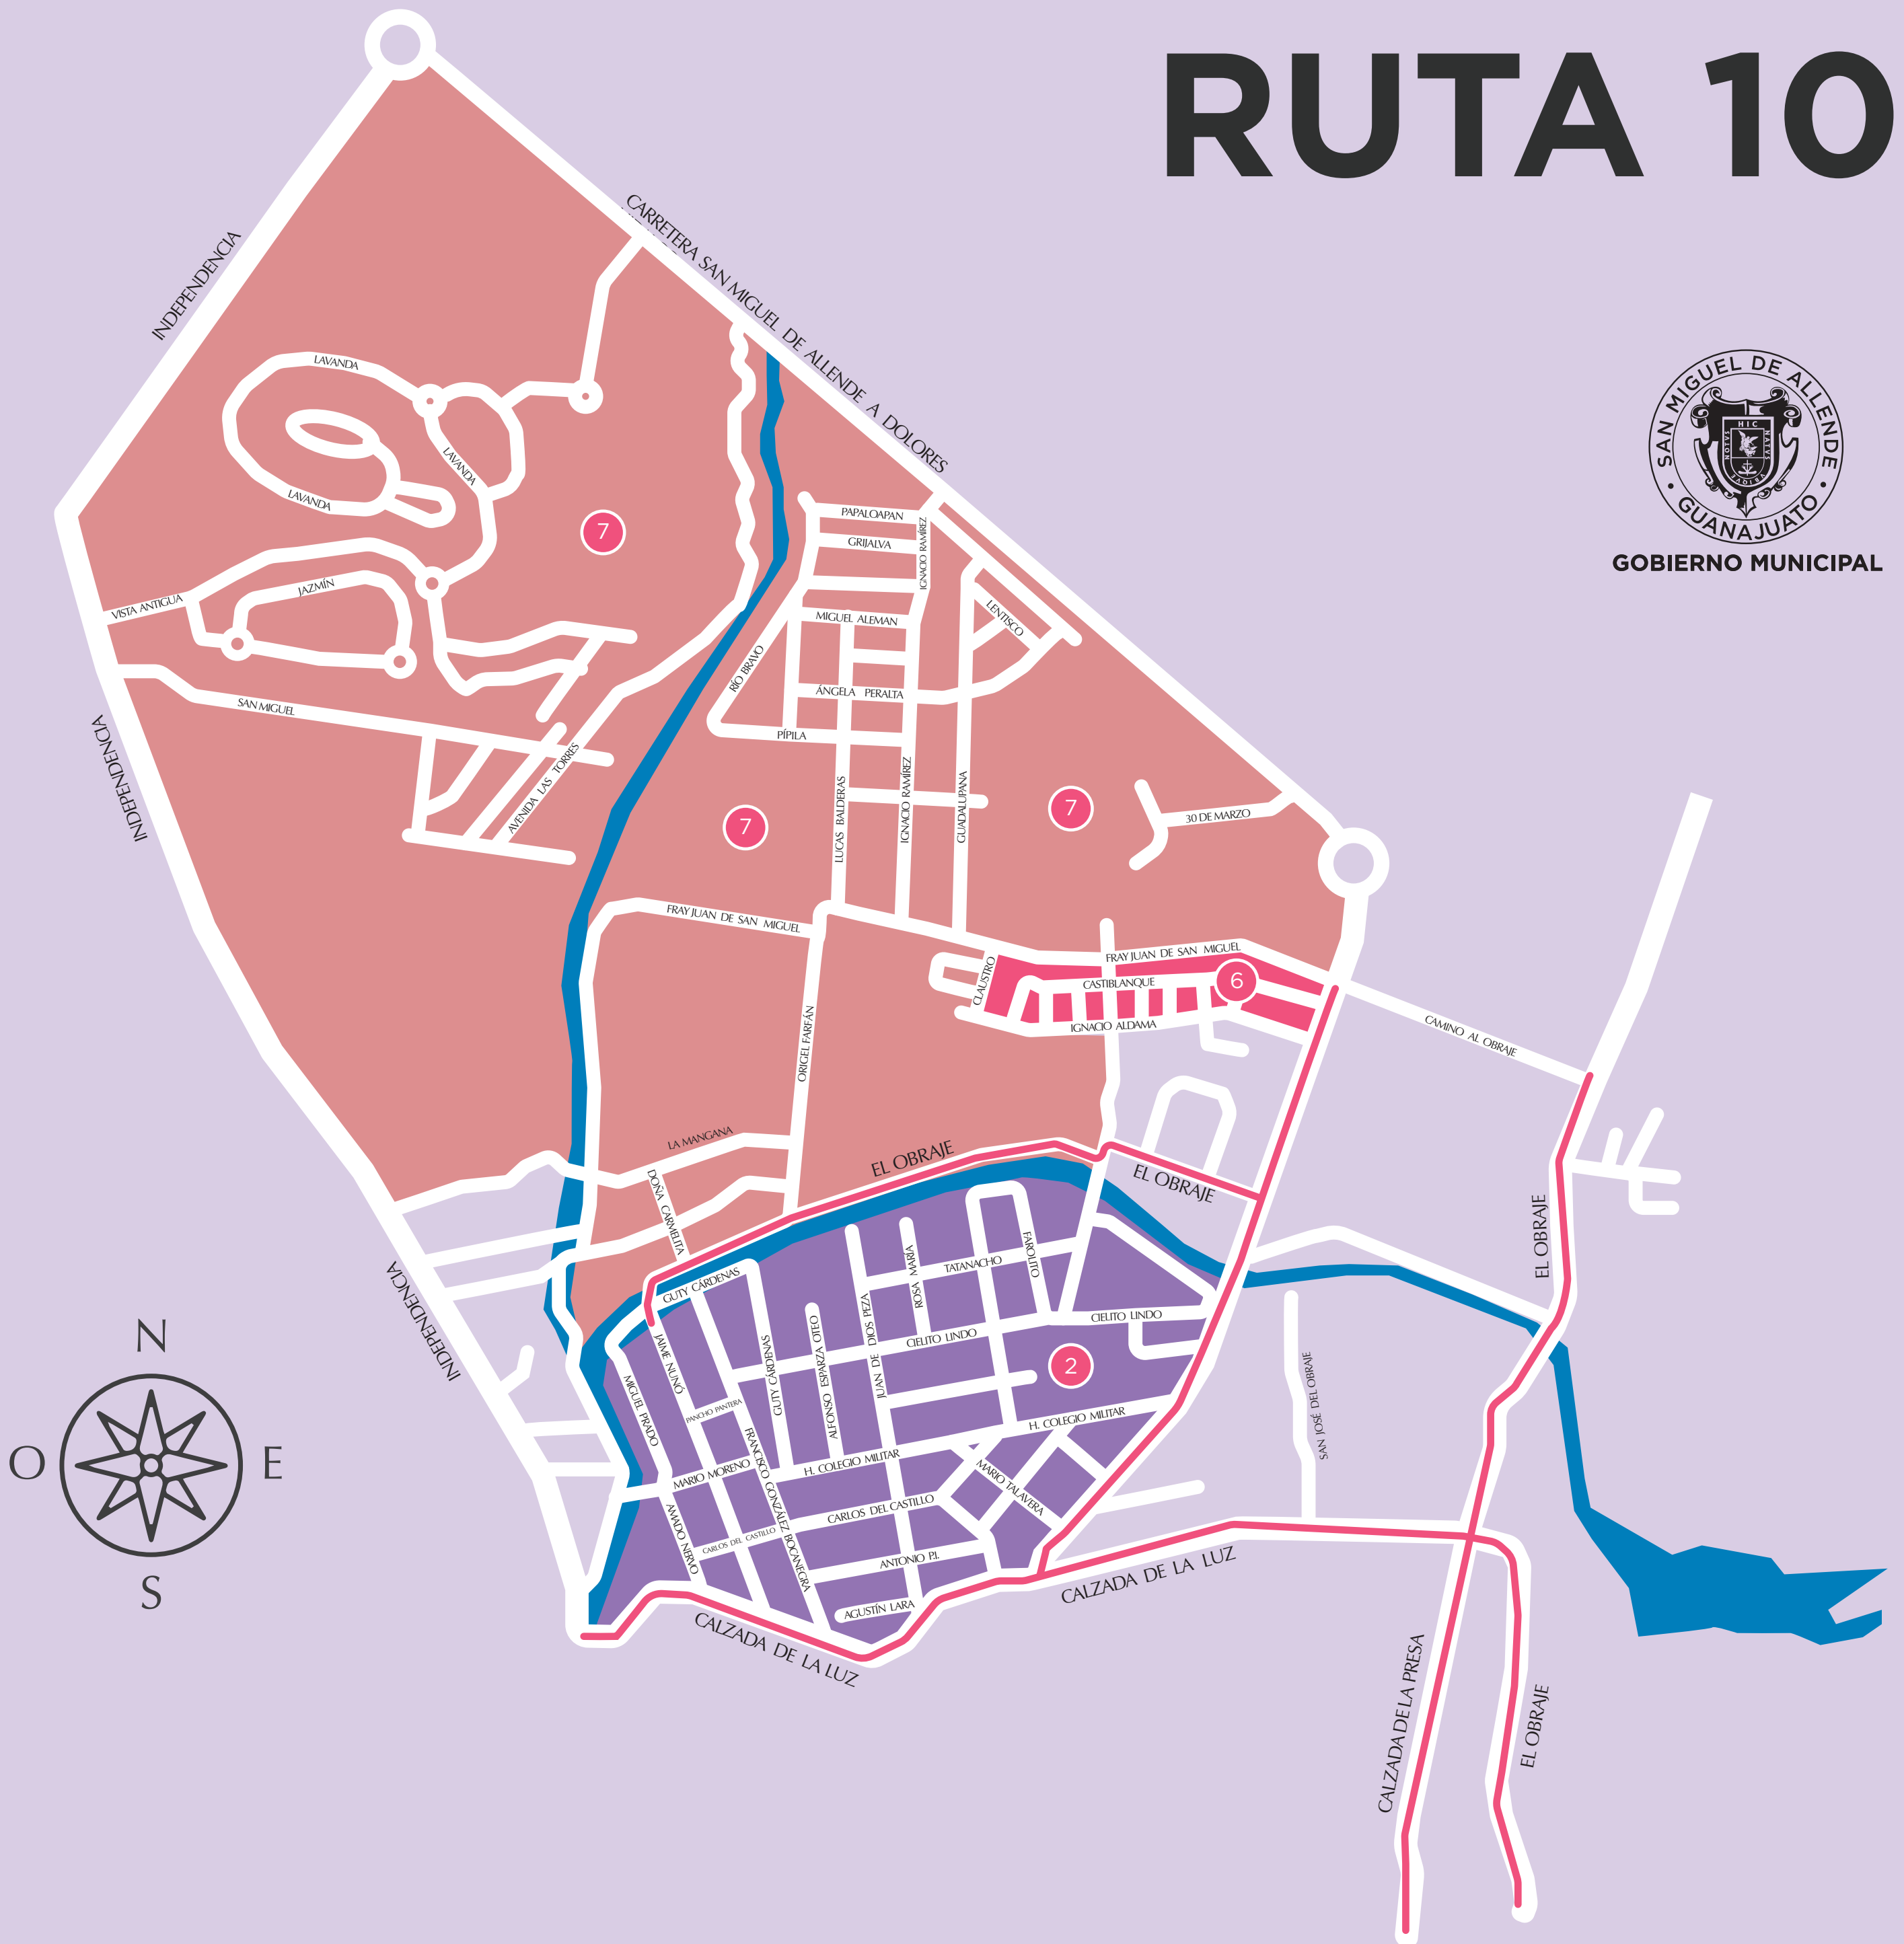 RUTA 10
SAN MIGUEL DE ALLENDE
• GUANAJUATO •
HIC
NATVS
VBIQVE
NOTVS
GOBIERNO MUNICIPAL
CARRETERA SAN MIGUEL DE ALLENDE A DOLORES
INDEPENDENCIA
LAVANDA
LAVANDA
LAVANDA
7
PAPALOAPAN
GRIJALVA
IGNACIO RAMÍREZ
JAZMÍN
VISTA ANTIGUA
MIGUEL ALEMAN
LENTISCO
RÍO BRAVO
ÁNGELA PERALTA
SAN MIGUEL
PÍPILA
INDEPENDENCIA
AVENIDA LAS TORRES
LUCAS BALDERAS
IGNACIO RAMÍREZ
GUADALUPANA
7
7
30 DE MARZO
FRAY JUAN DE SAN MIGUEL
FRAY JUAN DE SAN MIGUEL
CLAUSTRO
CASTIBLANQUE
6
IGNACIO ALDAMA
CAMINO AL OBRAJE
ORIGEL FARFÁN
LA MANGANA
DOÑA CARMELITA
EL OBRAJE
EL OBRAJE
EL OBRAJE
INDEPENDENCIA
GUTY CÁRDENAS
TATANACHO
FAROLITO
ROSA MARÍA
JUAN DE DIOS PEZA
CIELITO LINDO
CIELITO LINDO
ALFONSO ESPARZA OTEO
GUTY CÁRDENAS
JAIME NUNÓ
MIGUEL PRADO
PANCHO PANTERA
2
SAN JOSÉ DEL OBRAJE
H. COLEGIO MILITAR
H. COLEGIO MILITAR
MARIO MORENO
FRANCISCO GONZÁLEZ BOCANEGRA
MARIO TALAVERA
CARLOS DEL CASTILLO
CARLOS DEL CASTILLO
AMADO NERVO
ANTONIO P.I.
AGUSTÍN LARA
CALZADA DE LA LUZ
CALZADA DE LA LUZ
CALZADA DE LA PRESA
EL OBRAJE
N
O
E
S